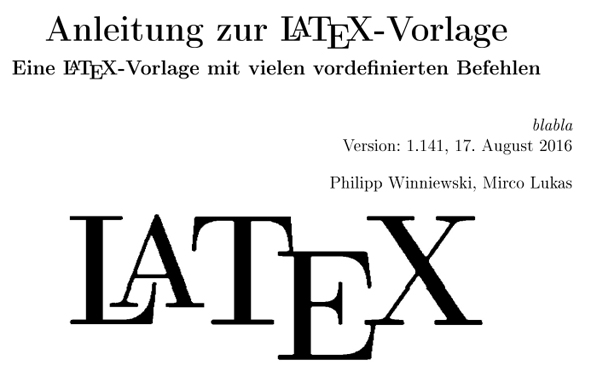 Anleitung zur LATEX-Vorlage
Eine LATEX-Vorlage mit vielen vordefinierten Befehlen
blabla
Version: 1.141, 17. August 2016
Philipp Winniewski, Mirco Lukas
LATEX